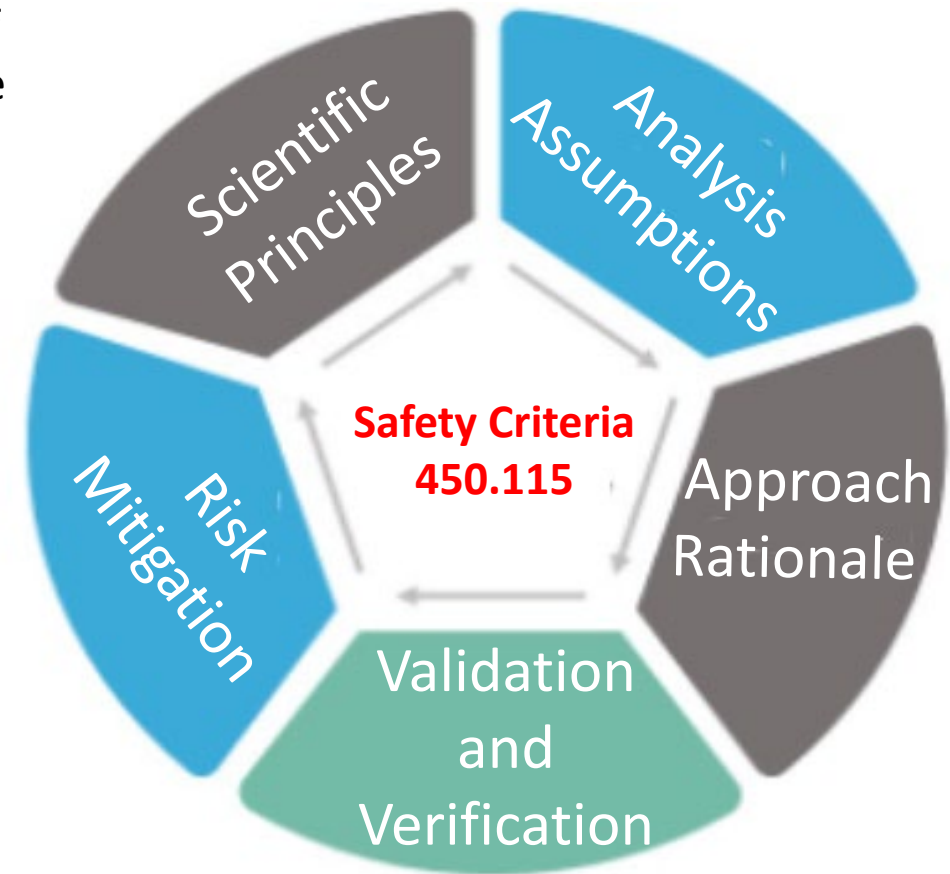 e
Scientific
Principles
Analysis
Assumptions
Safety Criteria
450.115
Approach
Rationale
Risk
Mitigation
Validation
and
Verification